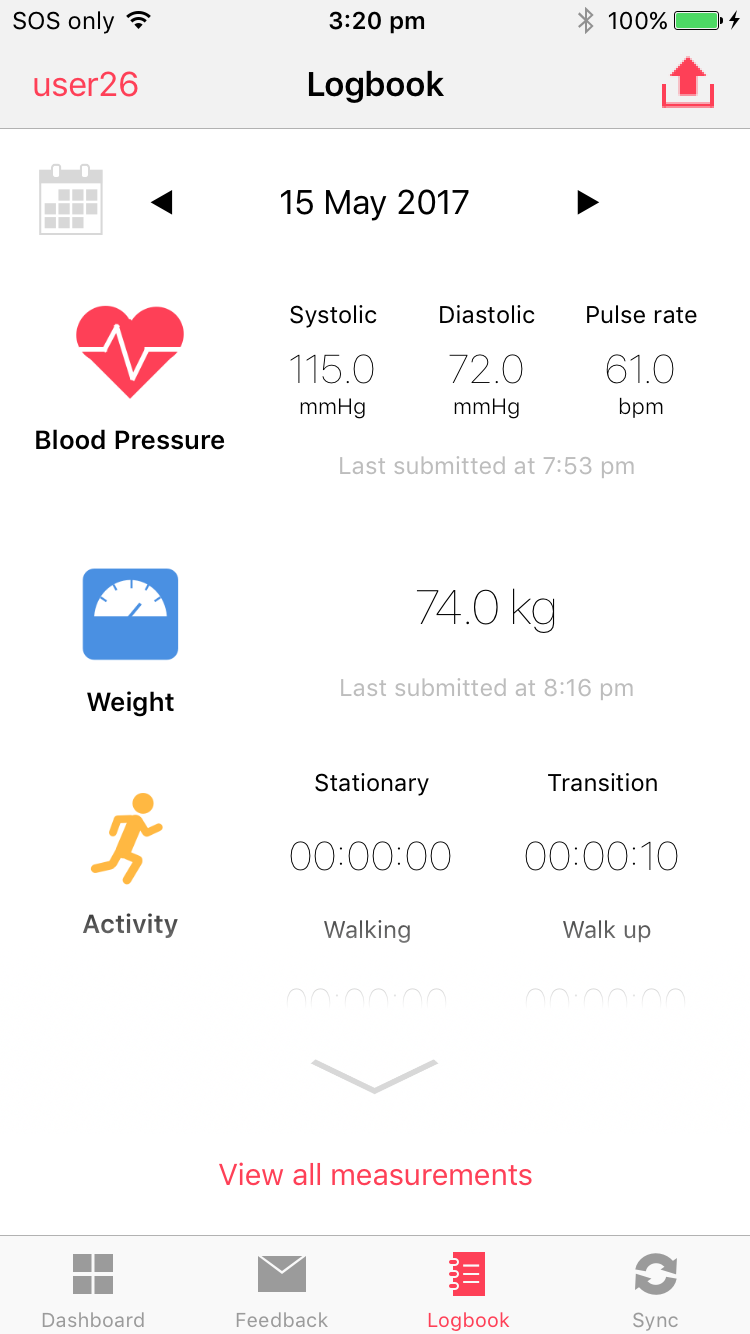 SOS only 3:20 pm 100%
user26 Logbook
15 May 2017
Systolic Diastolic Pulse rate
115.0 72.0 61.0
mmHg mmHg bpm
Blood Pressure
Last submitted at 7:53 pm
74.0 kg
Last submitted at 8:16 pm
Weight
Stationary Transition
00:00:00 00:00:10
Activity
Walking Walk up
View all measurements
Dashboard Feedback Logbook Sync